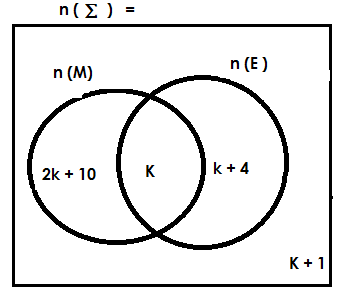 n ( Σ ) =
n (M)
n (E )
2k + 10
K
k + 4
K + 1